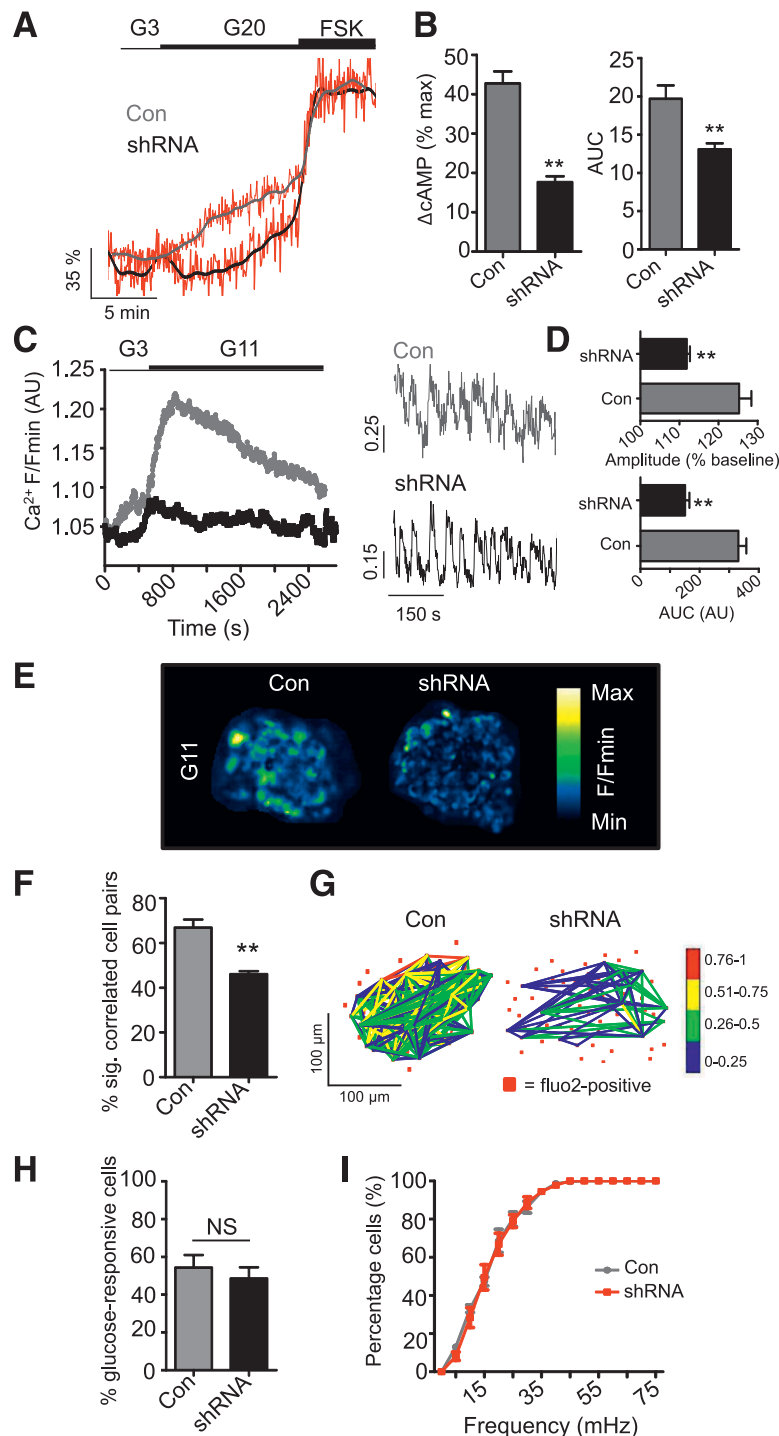 A
G3 G20 FSK
Con
shRNA
35 %
5 min
B
ΔcAMP (% max)
50
40
30
20
10
0
**
Con
shRNA
AUC
25
20
15
10
5
0
**
Con
shRNA
C
G3 G11
Ca²⁺ F/Fmin (AU)
1.25
1.20
1.10
1.05
0
800
1600
2400
Time (s)
Con
0.25
shRNA
0.15
150 s
D
shRNA
**
Con
100
110
120
130
Amplitude (% baseline)
shRNA
**
Con
0
200
400
AUC (AU)
E
Con shRNA
G11
Max
F/Fmin
Min
F
% sig. correlated cell pairs
80
60
40
20
0
**
Con
shRNA
G
Con shRNA
0.76-1
0.51-0.75
0.26-0.5
0-0.25
100 µm
100 µm
= fluo2-positive
H
% glucose-responsive cells
100
80
60
40
20
0
NS
Con
shRNA
I
Percentage cells (%)
100
80
60
40
20
0
Con
shRNA
15
35
55
75
Frequency (mHz)